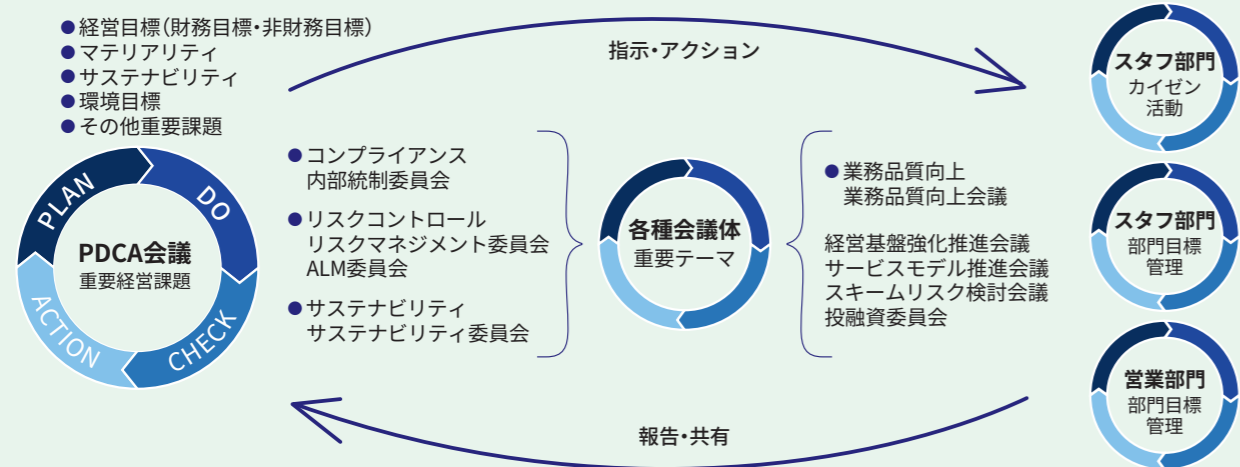 ●経営目標(財務目標・非財務目標)
●マテリアリティ
●サステナビリティ
●環境目標
●その他重要課題
PLAN
DO
CHECK
ACTION
PDCA会議
重要経営課題
指示・アクション
●コンプライアンス
内部統制委員会
●リスクコントロール
リスクマネジメント委員会
ALM委員会
●サステナビリティ
サステナビリティ委員会
各種会議体
重要テーマ
●業務品質向上
業務品質向上会議
経営基盤強化推進会議
サービスモデル推進会議
スキームリスク検討会議
投融資委員会
報告・共有
スタフ部門
カイゼン
活動
スタフ部門
部門目標
管理
営業部門
部門目標
管理